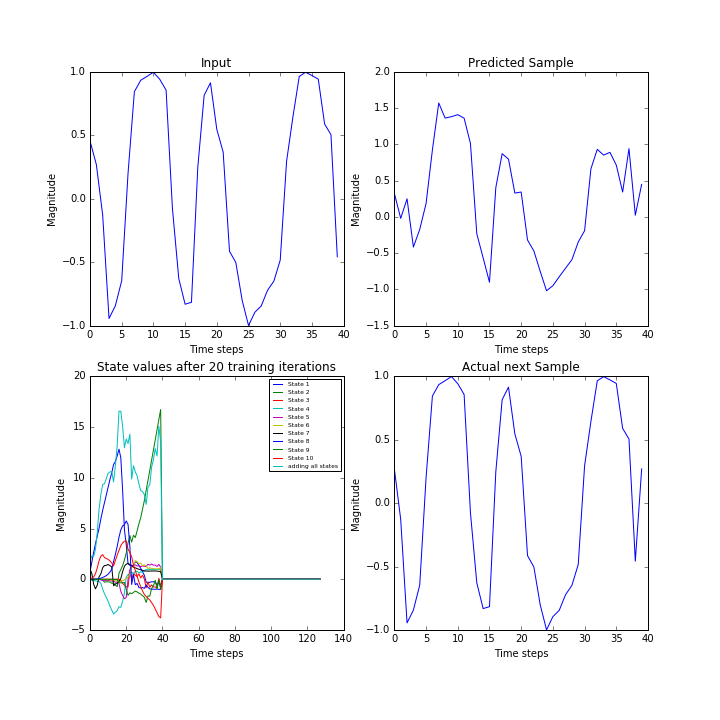 Input
Magnitude
1.0
0.5
0.0
−0.5
−1.0
0 5 10 15 20 25 30 35 40
Time steps
Predicted Sample
Magnitude
2.0
1.5
1.0
0.5
0.0
−0.5
−1.0
−1.5
0 5 10 15 20 25 30 35 40
Time steps
State values after 20 training iterations
Magnitude
20
15
10
5
0
−5
0 20 40 60 80 100 120 140
Time steps
State 1
State 2
State 3
State 4
State 5
State 6
State 7
State 8
State 9
State 10
adding all states
Actual next Sample
Magnitude
1.0
0.5
0.0
−0.5
−1.0
0 5 10 15 20 25 30 35 40
Time steps